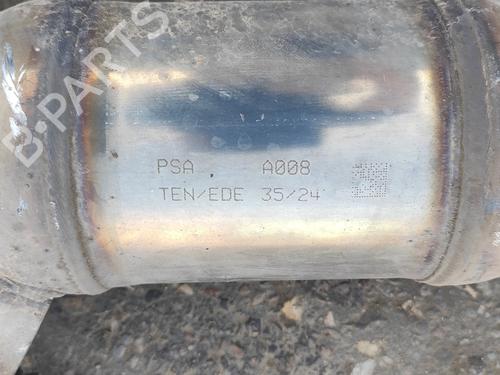 B-PARTS
PSA A008
TEN/EDE 35/24